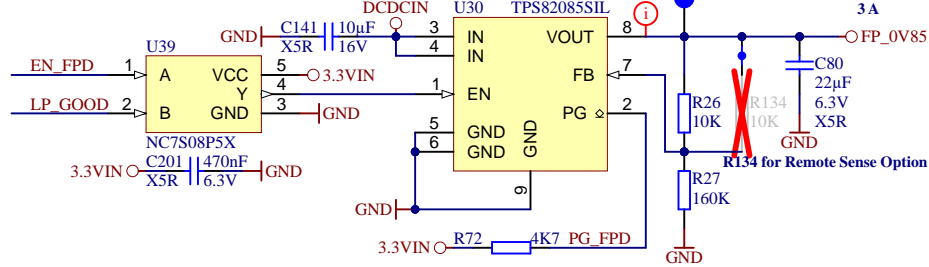 DCDCIN
U30 TPS82085SIL
3 A
C141 10µF
GND
X5R 16V
3 IN
4 IN
VOUT 8
FP_0V85
U39
EN_FPD 1 A
VCC 5 3.3VIN
Y 4
LP_GOOD 2 B
GND 3 GND
NC7S08P5X
1 EN
FB 7
PG 2
C80
22µF
6.3V
X5R
GND
R26
10K
R134
10K
R134 for Remote Sense Option
5 GND
6 GND
GND
9
C201 470nF
3.3VIN GND
X5R 6.3V
R27
160K
GND
GND
3.3VIN R72 4K7 PG_FPD
i